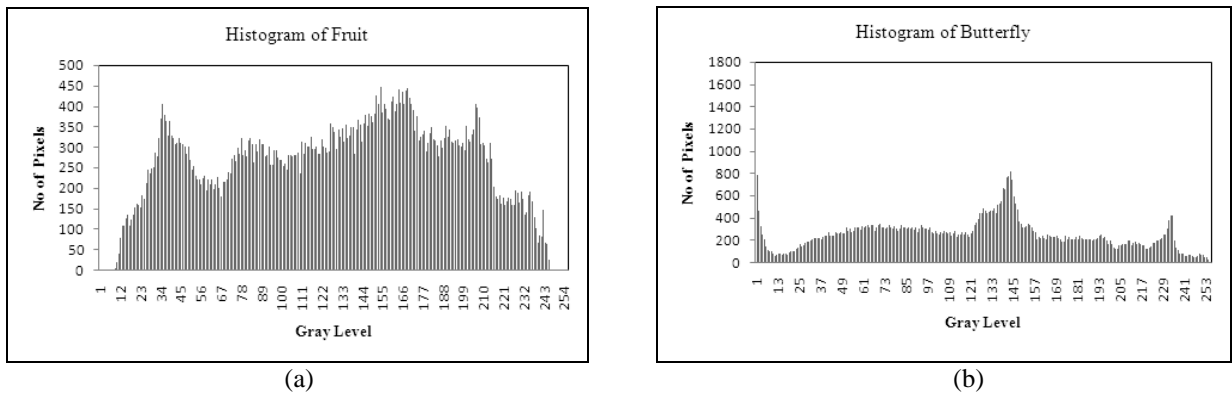 Histogram of Fruit
500
450
400
350
300
250
200
150
100
50
0
No of Pixels
1 12 23 34 45 56 67 78 89 100 111 122 133 144 155 166 177 188 199 210 221 232 243 254
Gray Level
(a)
Histogram of Butterfly
1800
1600
1400
1200
1000
800
600
400
200
0
No of Pixels
1 13 25 37 49 61 73 85 97 109 121 133 145 157 169 181 193 205 217 229 241 253
Gray Level
(b)